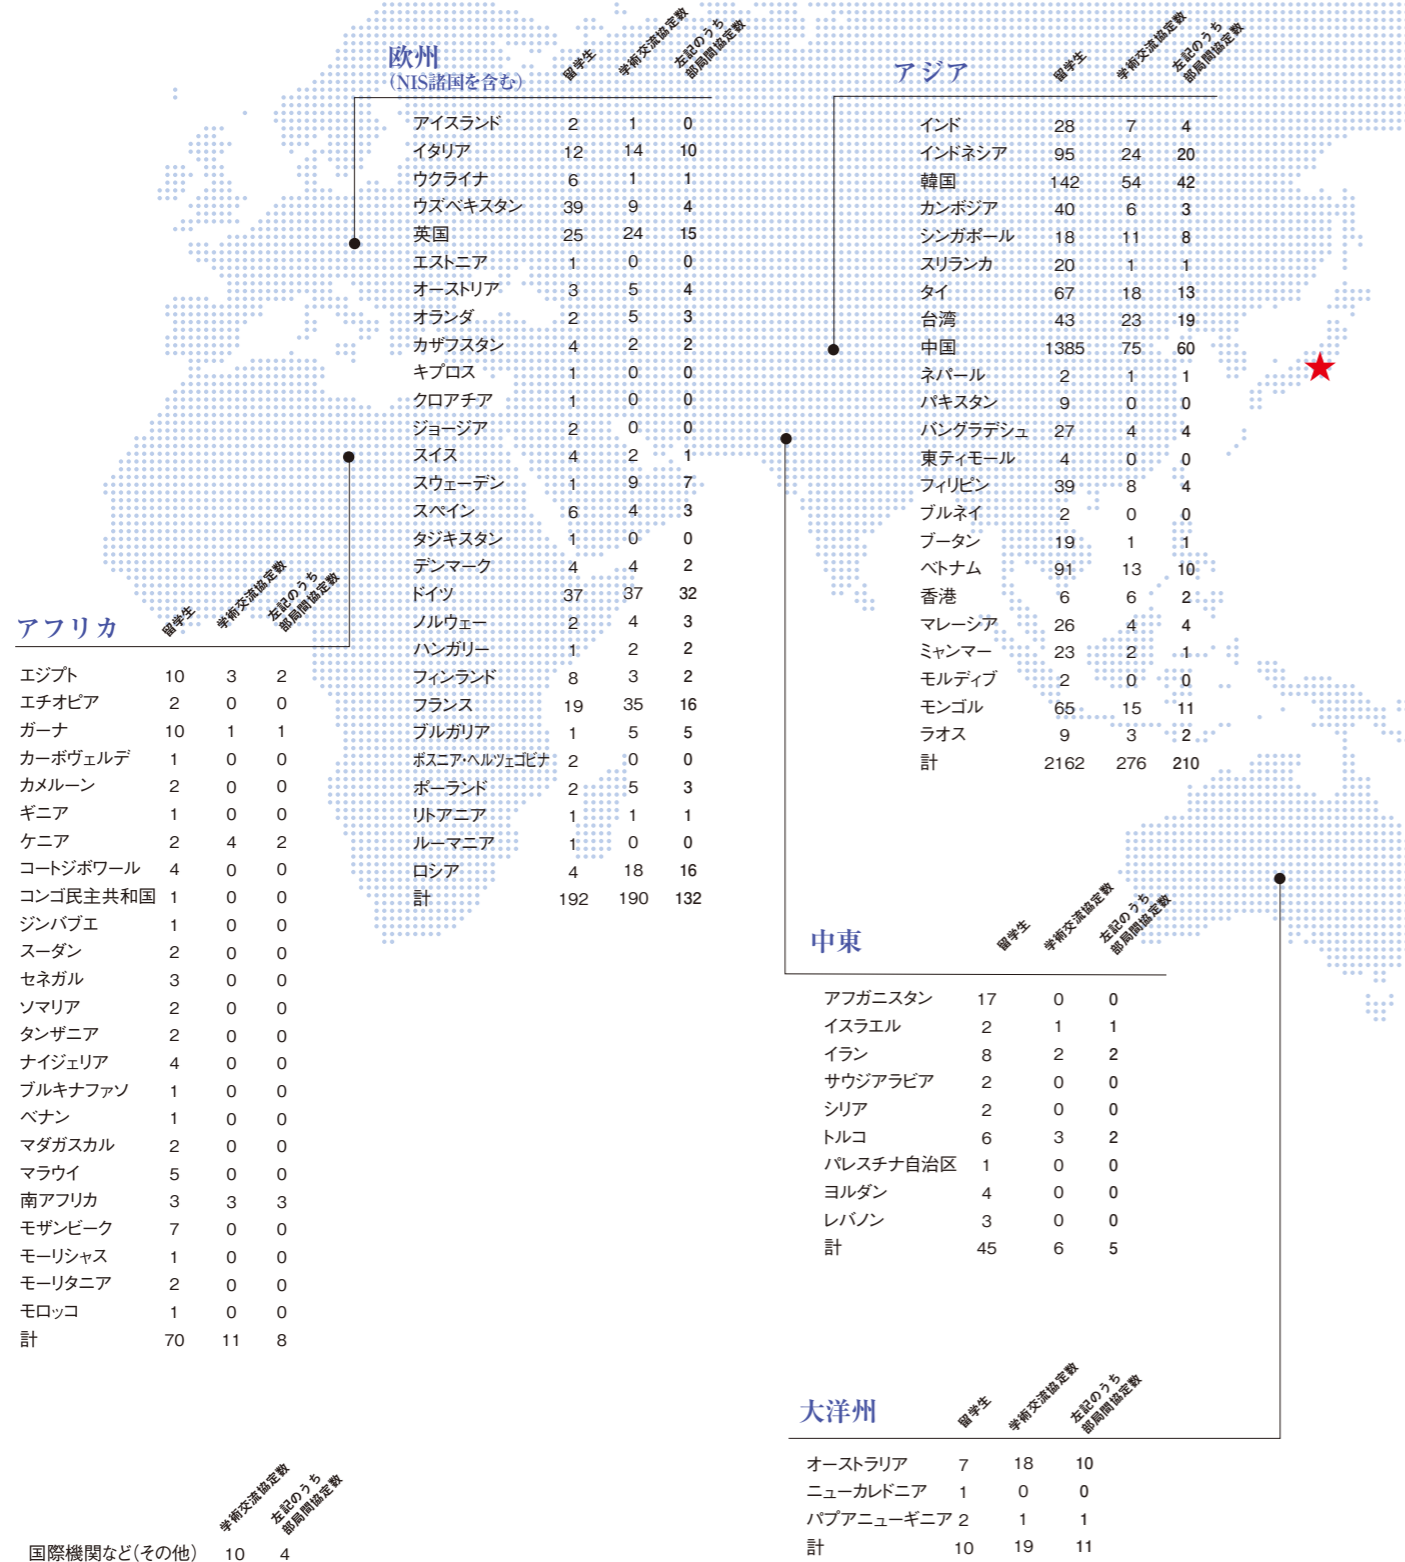 欧州
(NIS諸国を含む)
留学生
学術交流協定数
左記のうち
部局間協定数
アイスランド 2 1 0
イタリア 12 14 10
ウクライナ 6 1 1
ウズベキスタン 39 9 4
英国 25 24 15
エストニア 1 0 0
オーストリア 3 5 4
オランダ 2 5 3
カザフスタン 4 2 2
キプロス 1 0 0
クロアチア 1 0 0
ジョージア 2 0 0
スイス 4 2 1
スウェーデン 1 9 7
スペイン 6 4 3
タジキスタン 1 0 0
デンマーク 4 4 2
ドイツ 37 37 32
ノルウェー 2 4 3
ハンガリー 1 2 2
フィンランド 8 3 2
フランス 19 35 16
ブルガリア 1 5 5
ボスニア・ヘルツェゴビナ 2 0 0
ポーランド 2 5 3
リトアニア 1 1 1
ルーマニア 1 0 0
ロシア 4 18 16
計 192 190 132
アジア
留学生
学術交流協定数
左記のうち
部局間協定数
インド 28 7 4
インドネシア 95 24 20
韓国 142 54 42
カンボジア 40 6 3
シンガポール 18 11 8
スリランカ 20 1 1
タイ 67 18 13
台湾 43 23 19
中国 1385 75 60
ネパール 2 1 1
パキスタン 9 0 0
バングラデシュ 27 4 4
東ティモール 4 0 0
フィリピン 39 8 4
ブルネイ 2 0 0
ブータン 19 1 1
ベトナム 91 13 10
香港 6 6 2
マレーシア 26 4 4
ミャンマー 23 2 1
モルディブ 2 0 0
モンゴル 65 15 11
ラオス 9 3 2
計 2162 276 210
アフリカ
留学生
学術交流協定数
左記のうち
部局間協定数
エジプト 10 3 2
エチオピア 2 0 0
ガーナ 10 1 1
カーボヴェルデ 1 0 0
カメルーン 2 0 0
ギニア 1 0 0
ケニア 2 4 2
コートジボワール 4 0 0
コンゴ民主共和国 1 0 0
ジンバブエ 1 0 0
スーダン 2 0 0
セネガル 3 0 0
ソマリア 2 0 0
タンザニア 2 0 0
ナイジェリア 4 0 0
ブルキナファソ 1 0 0
ベナン 1 0 0
マダガスカル 2 0 0
マラウイ 5 0 0
南アフリカ 3 3 3
モザンビーク 7 0 0
モーリシャス 1 0 0
モーリタニア 2 0 0
モロッコ 1 0 0
計 70 11 8
中東
留学生
学術交流協定数
左記のうち
部局間協定数
アフガニスタン 17 0 0
イスラエル 2 1 1
イラン 8 2 2
サウジアラビア 2 0 0
シリア 2 0 0
トルコ 6 3 2
パレスチナ自治区 1 0 0
ヨルダン 4 0 0
レバノン 3 0 0
計 45 6 5
大洋州
留学生
学術交流協定数
左記のうち
部局間協定数
オーストラリア 7 18 10
ニューカレドニア 1 0 0
パプアニューギニア 2 1 1
計 10 19 11
学術交流協定数
左記のうち
部局間協定数
国際機関など(その他) 10 4